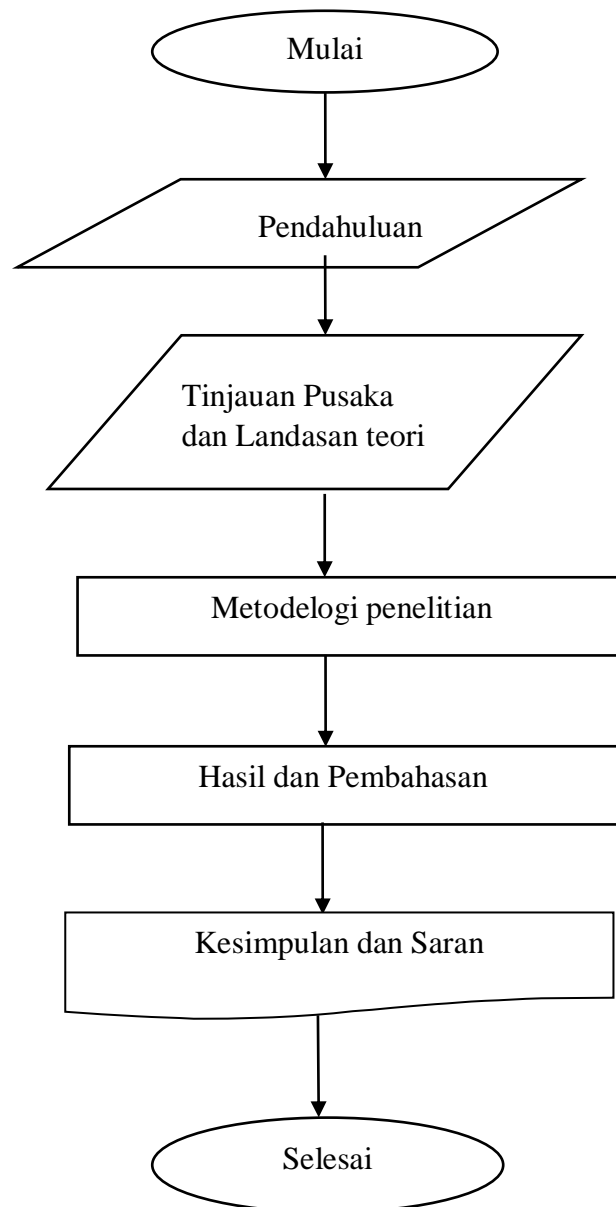 Mulai
Pendahuluan
Tinjauan Pusaka
dan Landasan teori
Metodelogi penelitian
Hasil dan Pembahasan
Kesimpulan dan Saran
Selesai